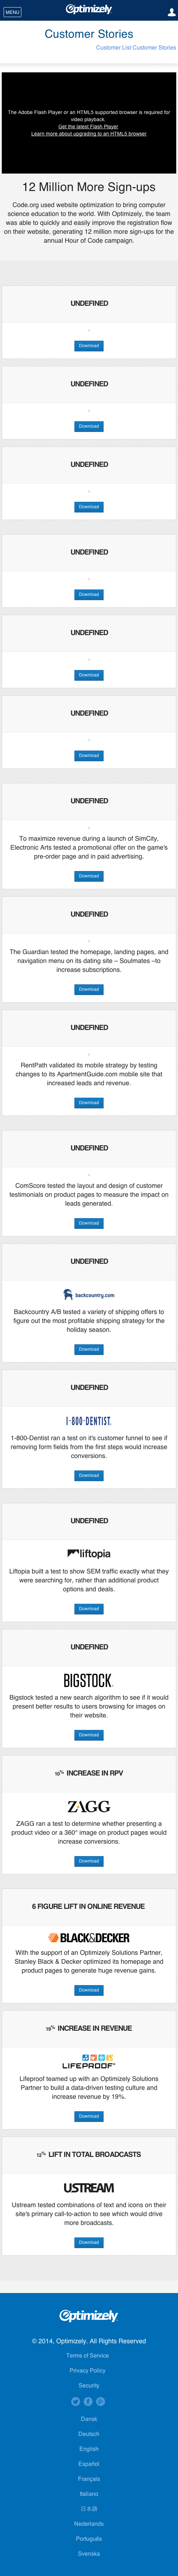 MENU
Optimizely
Customer Stories
Customer List Customer Stories
The Adobe Flash Player or an HTML5 supported browser is required for
video playback.
Get the latest Flash Player
Learn more about upgrading to an HTML5 browser
12 Million More Sign-ups
Code.org used website optimization to bring computer
science education to the world. With Optimizely, the team
was able to quickly and easily improve the registration flow
on their website, generating 12 million more sign-ups for the
annual Hour of Code campaign.
UNDEFINED
Download
UNDEFINED
Download
UNDEFINED
Download
UNDEFINED
Download
UNDEFINED
Download
UNDEFINED
Download
UNDEFINED
To maximize revenue during a launch of SimCity,
Electronic Arts tested a promotional offer on the game's
pre-order page and in paid advertising.
Download
UNDEFINED
The Guardian tested the homepage, landing pages, and
navigation menu on its dating site – Soulmates –to
increase subscriptions.
Download
UNDEFINED
RentPath validated its mobile strategy by testing
changes to its ApartmentGuide.com mobile site that
increased leads and revenue.
Download
UNDEFINED
ComScore tested the layout and design of customer
testimonials on product pages to measure the impact on
leads generated.
Download
UNDEFINED
backcountry.com
Backcountry A/B tested a variety of shipping offers to
figure out the most profitable shipping strategy for the
holiday season.
Download
UNDEFINED
1-800-DENTIST.
1-800-Dentist ran a test on it's customer funnel to see if
removing form fields from the first steps would increase
conversions.
Download
UNDEFINED
liftopia
Liftopia built a test to show SEM traffic exactly what they
were searching for, rather than additional product
options and deals.
Download
UNDEFINED
BIGSTOCK
Bigstock tested a new search algorithm to see if it would
present better results to users browsing for images on
their website.
Download
10% INCREASE IN RPV
ZAGG
ZAGG ran a test to determine whether presenting a
product video or a 360° image on product pages would
increase conversions.
Download
6 FIGURE LIFT IN ONLINE REVENUE
BLACK&DECKER
With the support of an Optimizely Solutions Partner,
Stanley Black & Decker optimized its homepage and
product pages to generate huge revenue gains.
Download
19% INCREASE IN REVENUE
LIFEPROOF
Lifeproof teamed up with an Optimizely Solutions
Partner to build a data-driven testing culture and
increase revenue by 19%.
Download
12% LIFT IN TOTAL BROADCASTS
USTREAM
Ustream tested combinations of text and icons on their
site's primary call-to-action to see which would drive
more broadcasts.
Download
Optimizely
© 2014, Optimizely. All Rights Reserved
Terms of Service
Privacy Policy
Security
Dansk
Deutsch
English
Español
Français
Italiano
日本語
Nederlands
Português
Svenska